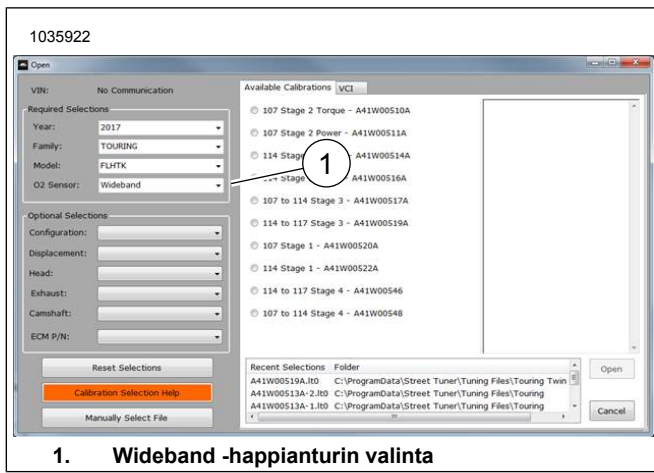 1035922
Open
VIN: No Communication
Required Selections
Year: 2017
Family: TOURING
Model: FLHTK
O2 Sensor: Wideband
Optional Selections
Configuration:
Displacement:
Head:
Exhaust:
Camshaft:
ECM P/N:
Reset Selections
Calibration Selection Help
Manually Select File
Available Calibrations VCI
107 Stage 2 Torque - A41W00510A
107 Stage 2 Power - A41W00511A
114 Stage A41W00514A
Stage A41W00516A
107 to 114 Stage 3 - A41W00517A
114 to 117 Stage 3 - A41W00519A
107 Stage 1 - A41W00520A
114 Stage 1 - A41W00522A
114 to 117 Stage 4 - A41W00546
107 to 114 Stage 4 - A41W00548
1
Recent Selections Folder
A41W00519A.lt0 C:\ProgramData\Street Tuner\Tuning Files\Touring Twin
A41W00513A-2.lt0 C:\ProgramData\Street Tuner\Tuning Files\Touring
A41W00513A-1.lt0 C:\ProgramData\Street Tuner\Tuning Files\Touring
Open
Cancel
1. Wideband -happianturin valinta